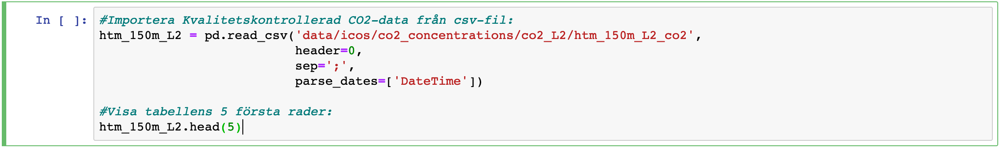 In [ ]: #Importera Kvalitetskontrollerad CO2-data från csv-fil:
htm_150m_L2 = pd.read_csv('data/icos/co2_concentrations/co2_L2/htm_150m_L2_co2',
header=0,
sep=';',
parse_dates=['DateTime'])
#Visa tabellens 5 första rader:
htm_150m_L2.head(5)